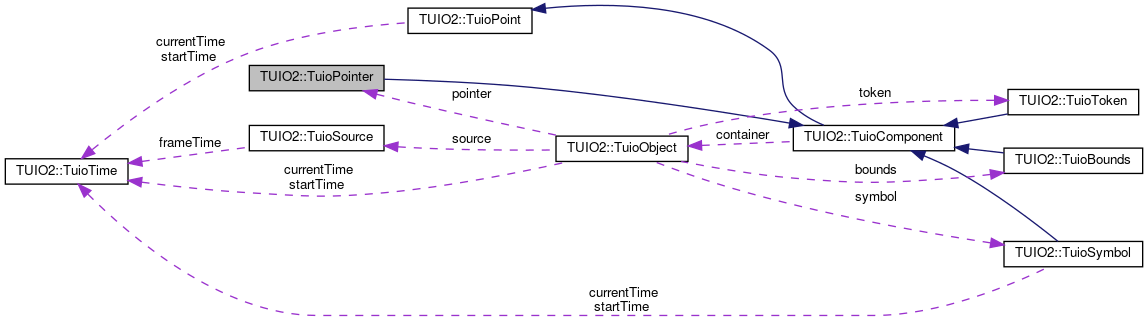 TUIO2::TuioPoint
currentTime
startTime
TUIO2::TuioPointer
pointer
token
TUIO2::TuioToken
TUIO2::TuioSource
frameTime
source
container
TUIO2::TuioComponent
TUIO2::TuioObject
TUIO2::TuioBounds
TUIO2::TuioTime
currentTime
startTime
bounds
symbol
TUIO2::TuioSymbol
currentTime
startTime